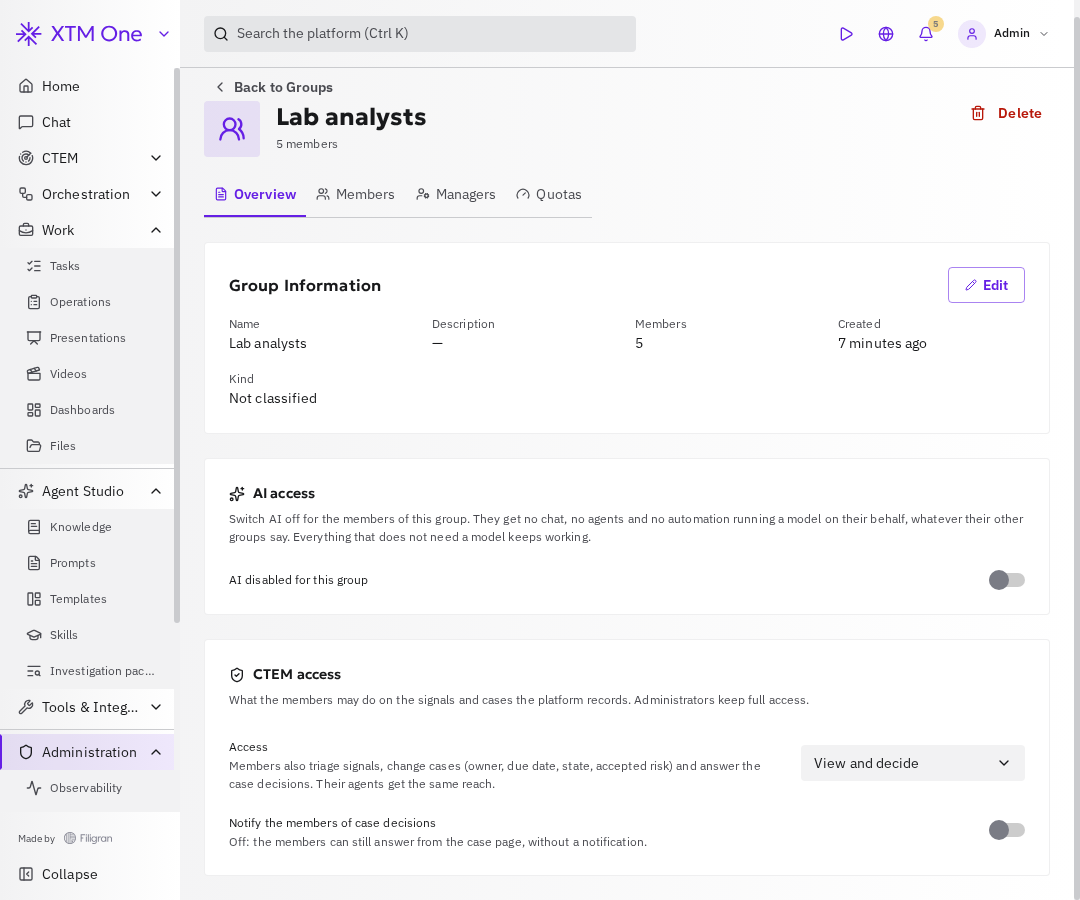 XTM One
Search the platform (Ctrl K)
5
Admin
Home
Chat
CTEM
Orchestration
Work
Tasks
Operations
Presentations
Videos
Dashboards
Files
Agent Studio
Knowledge
Prompts
Templates
Skills
Investigation pac...
Tools & Integ...
Administration
Observability
Made by Filigran
Collapse
Back to Groups
Lab analysts
5 members
Delete
Overview
Members
Managers
Quotas
Group Information
Edit
Name
Lab analysts
Description
—
Members
5
Created
7 minutes ago
Kind
Not classified
AI access
Switch AI off for the members of this group. They get no chat, no agents and no automation running a model on their behalf, whatever their other
groups say. Everything that does not need a model keeps working.
AI disabled for this group
CTEM access
What the members may do on the signals and cases the platform records. Administrators keep full access.
Access
Members also triage signals, change cases (owner, due date, state, accepted risk) and answer the
case decisions. Their agents get the same reach.
View and decide
Notify the members of case decisions
Off: the members can still answer from the case page, without a notification.